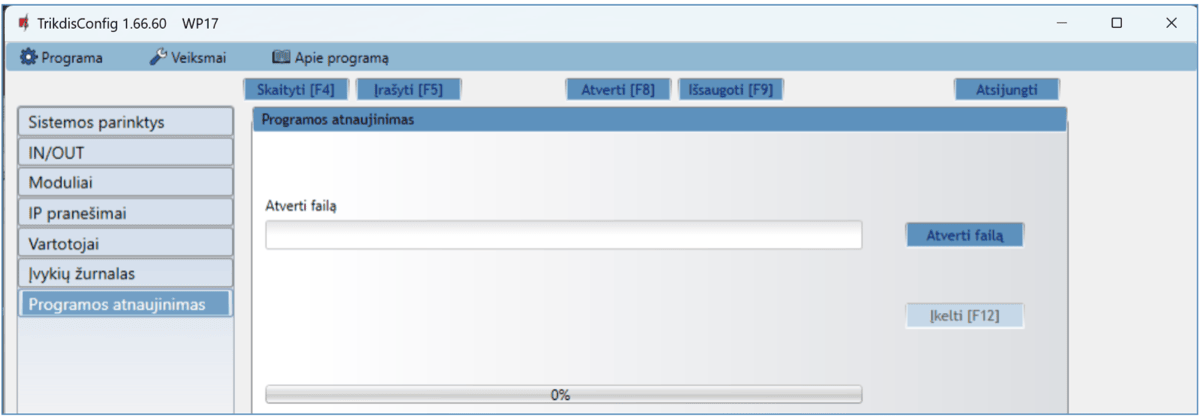 TrikdisConfig 1.66.60 WP17
Programa Veiksmai Apie programą
Skaityti [F4] Įrašyti [F5] Atverti [F8] Išsaugoti [F9] Atsijungti
Sistemos parinktys
IN/OUT
Moduliai
IP pranešimai
Vartotojai
Įvykių žurnalas
Programos atnaujinimas
Programos atnaujinimas
Atverti failą
Atverti failą
Įkelti [F12]
0%